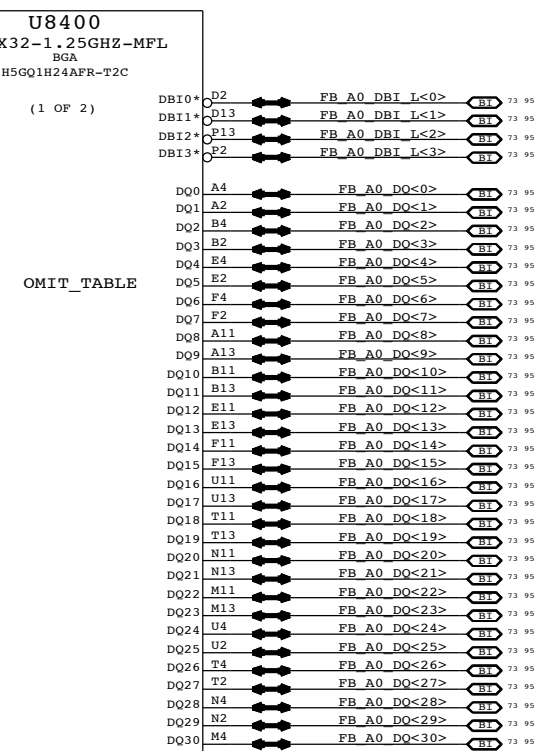 U8400
X32-1.25GHZ-MFL
BGA
H5GQ1H24AFR-T2C
(1 OF 2)
OMIT_TABLE
DBI0* D2 FB_A0_DBI_L<0> BI 73 95
DBI1* D13 FB_A0_DBI_L<1> BI 73 95
DBI2* P13 FB_A0_DBI_L<2> BI 73 95
DBI3* P2 FB_A0_DBI_L<3> BI 73 95
DQ0 A4 FB_A0_DQ<0> BI 73 95
DQ1 A2 FB_A0_DQ<1> BI 73 95
DQ2 B4 FB_A0_DQ<2> BI 73 95
DQ3 B2 FB_A0_DQ<3> BI 73 95
DQ4 E4 FB_A0_DQ<4> BI 73 95
DQ5 E2 FB_A0_DQ<5> BI 73 95
DQ6 F4 FB_A0_DQ<6> BI 73 95
DQ7 F2 FB_A0_DQ<7> BI 73 95
DQ8 A11 FB_A0_DQ<8> BI 73 95
DQ9 A13 FB_A0_DQ<9> BI 73 95
DQ10 B11 FB_A0_DQ<10> BI 73 95
DQ11 B13 FB_A0_DQ<11> BI 73 95
DQ12 E11 FB_A0_DQ<12> BI 73 95
DQ13 E13 FB_A0_DQ<13> BI 73 95
DQ14 F11 FB_A0_DQ<14> BI 73 95
DQ15 F13 FB_A0_DQ<15> BI 73 95
DQ16 U11 FB_A0_DQ<16> BI 73 95
DQ17 U13 FB_A0_DQ<17> BI 73 95
DQ18 T11 FB_A0_DQ<18> BI 73 95
DQ19 T13 FB_A0_DQ<19> BI 73 95
DQ20 N11 FB_A0_DQ<20> BI 73 95
DQ21 N13 FB_A0_DQ<21> BI 73 95
DQ22 M11 FB_A0_DQ<22> BI 73 95
DQ23 M13 FB_A0_DQ<23> BI 73 95
DQ24 U4 FB_A0_DQ<24> BI 73 95
DQ25 U2 FB_A0_DQ<25> BI 73 95
DQ26 T4 FB_A0_DQ<26> BI 73 95
DQ27 T2 FB_A0_DQ<27> BI 73 95
DQ28 N4 FB_A0_DQ<28> BI 73 95
DQ29 N2 FB_A0_DQ<29> BI 73 95
DQ30 M4 FB_A0_DQ<30> BI 73 95